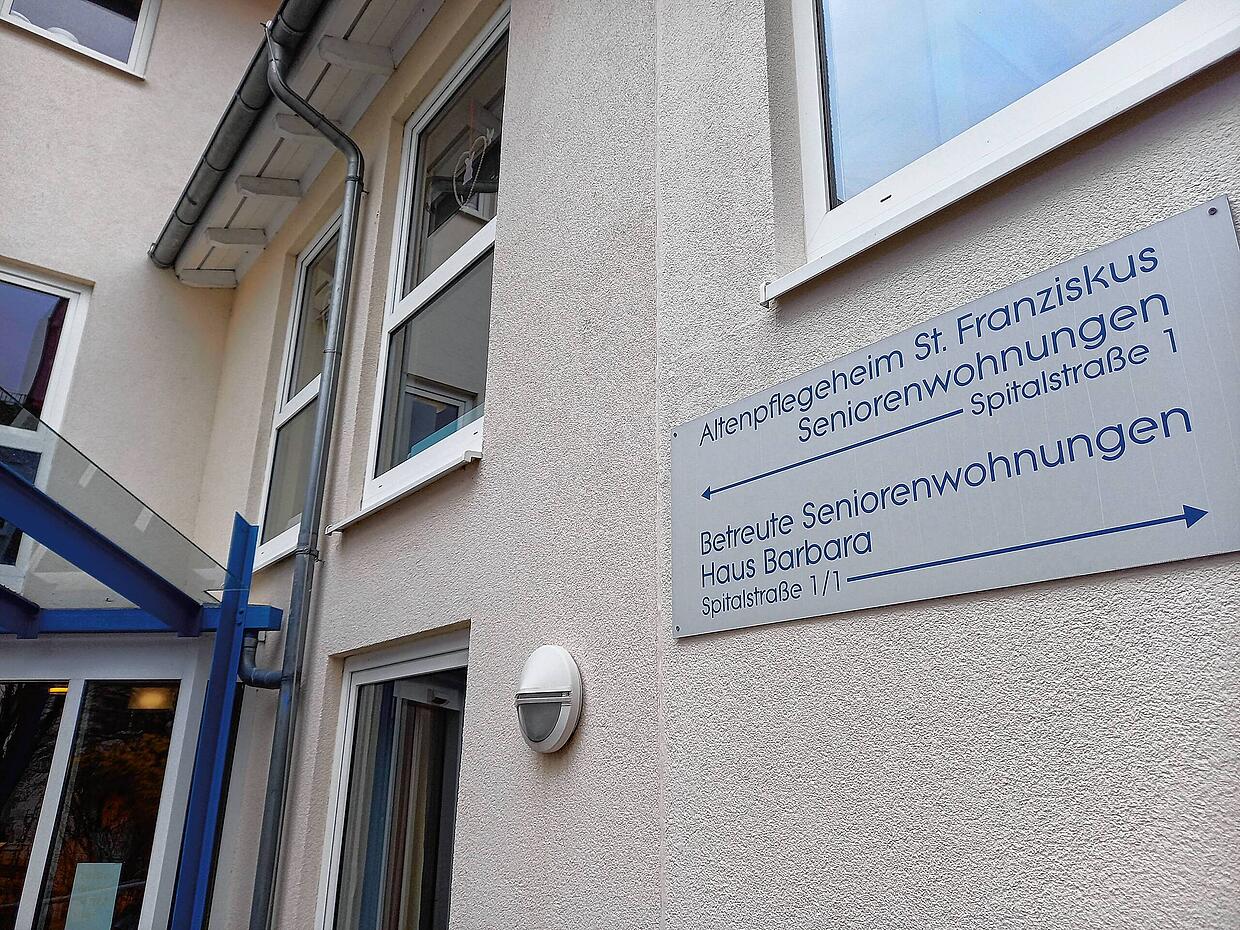 Altenpflegeheim St. Franziskus
Seniorenwohnungen
Spitalstraße 1
Betreute Seniorenwohnungen
Haus Barbara
Spitalstraße 1/1